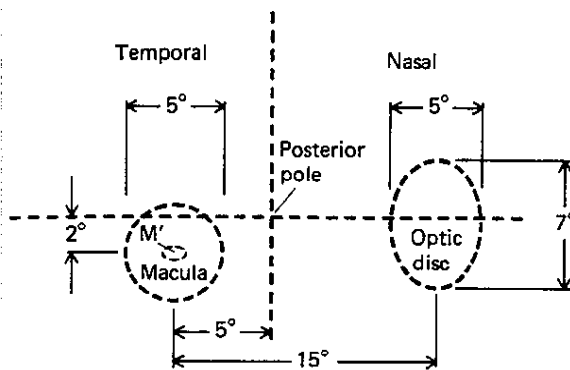 Temporal
Nasal
5°
5°
Posterior
pole
2°
M'
Macula
Optic
disc
7°
5°
15°